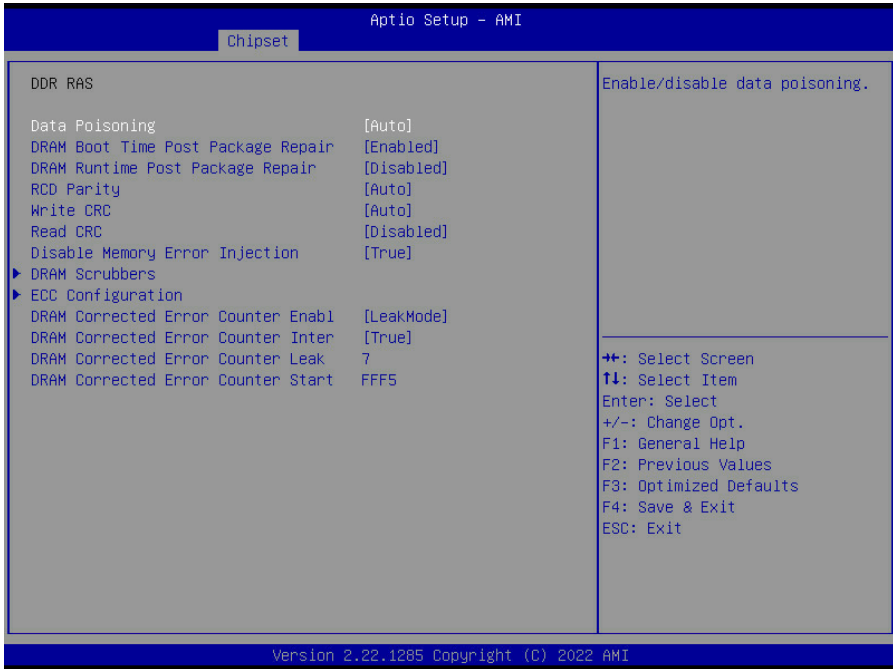 Aptio Setup – AMI
Chipset
DDR RAS
Data Poisoning [Auto]
DRAM Boot Time Post Package Repair [Enabled]
DRAM Runtime Post Package Repair [Disabled]
RCD Parity [Auto]
Write CRC [Auto]
Read CRC [Disabled]
Disable Memory Error Injection [True]
DRAM Scrubbers
ECC Configuration
DRAM Corrected Error Counter Enabl [LeakMode]
DRAM Corrected Error Counter Inter [True]
DRAM Corrected Error Counter Leak 7
DRAM Corrected Error Counter Start FFF5
Enable/disable data poisoning.
→←: Select Screen
↑↓: Select Item
Enter: Select
+/-: Change Opt.
F1: General Help
F2: Previous Values
F3: Optimized Defaults
F4: Save & Exit
ESC: Exit
Version 2.22.1285 Copyright (C) 2022 AMI